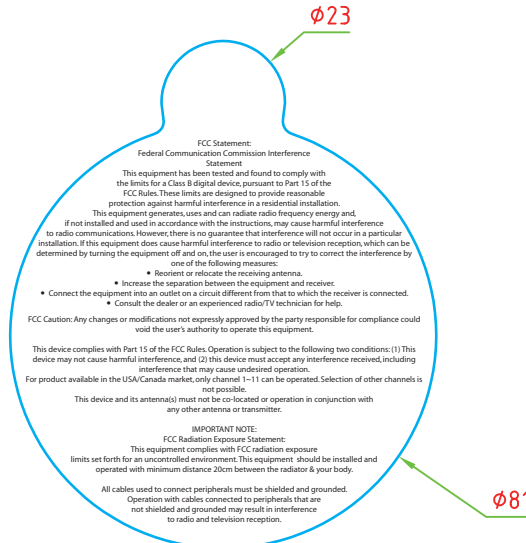 ϕ23
FCC Statement:
Federal Communication Commission Interference
Statement
This equipment has been tested and found to comply with
the limits for a Class B digital device, pursuant to Part 15 of the
FCC Rules. These limits are designed to provide reasonable
protection against harmful interference in a residential installation.
This equipment generates, uses and can radiate radio frequency energy and,
if not installed and used in accordance with the instructions, may cause harmful interference
to radio communications. However, there is no guarantee that interference will not occur in a particular
installation. If this equipment does cause harmful interference to radio or television reception, which can be
determined by turning the equipment off and on, the user is encouraged to try to correct the interference by
one of the following measures:
• Reorient or relocate the receiving antenna.
• Increase the separation between the equipment and receiver.
• Connect the equipment into an outlet on a circuit different from that to which the receiver is connected.
• Consult the dealer or an experienced radio/TV technician for help.
FCC Caution: Any changes or modifications not expressly approved by the party responsible for compliance could
void the user's authority to operate this equipment.
This device complies with Part 15 of the FCC Rules. Operation is subject to the following two conditions: (1) This
device may not cause harmful interference, and (2) this device must accept any interference received, including
interference that may cause undesired operation.
For product available in the USA/Canada market, only channel 1~11 can be operated. Selection of other channels is
not possible.
This device and its antenna(s) must not be co-located or operation in conjunction with
any other antenna or transmitter.
IMPORTANT NOTE:
FCC Radiation Exposure Statement:
This equipment complies with FCC radiation exposure
limits set forth for an uncontrolled environment. This equipment should be installed and
operated with minimum distance 20cm between the radiator & your body.
All cables used to connect peripherals must be shielded and grounded.
Operation with cables connected to peripherals that are
not shielded and grounded may result in interference
to radio and television reception.
ϕ81